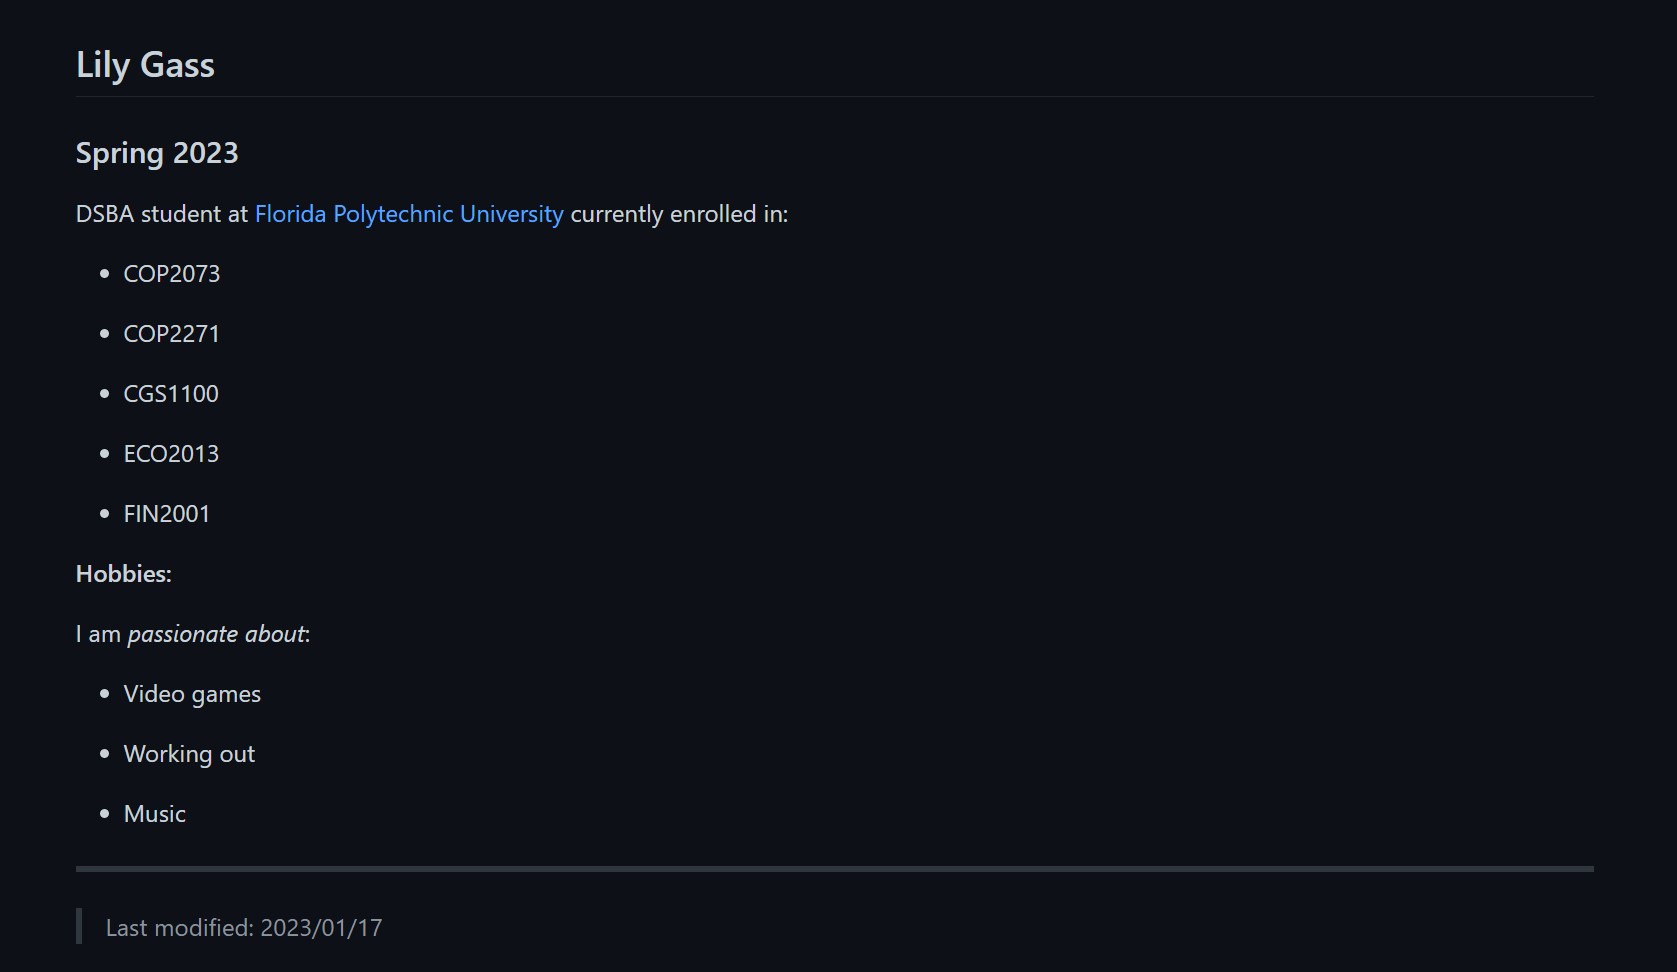 Lily Gass
Spring 2023
DSBA student at Florida Polytechnic University currently enrolled in:
COP2073
COP2271
CGS1100
ECO2013
FIN2001
Hobbies:
I am passionate about:
Video games
Working out
Music
Last modified: 2023/01/17